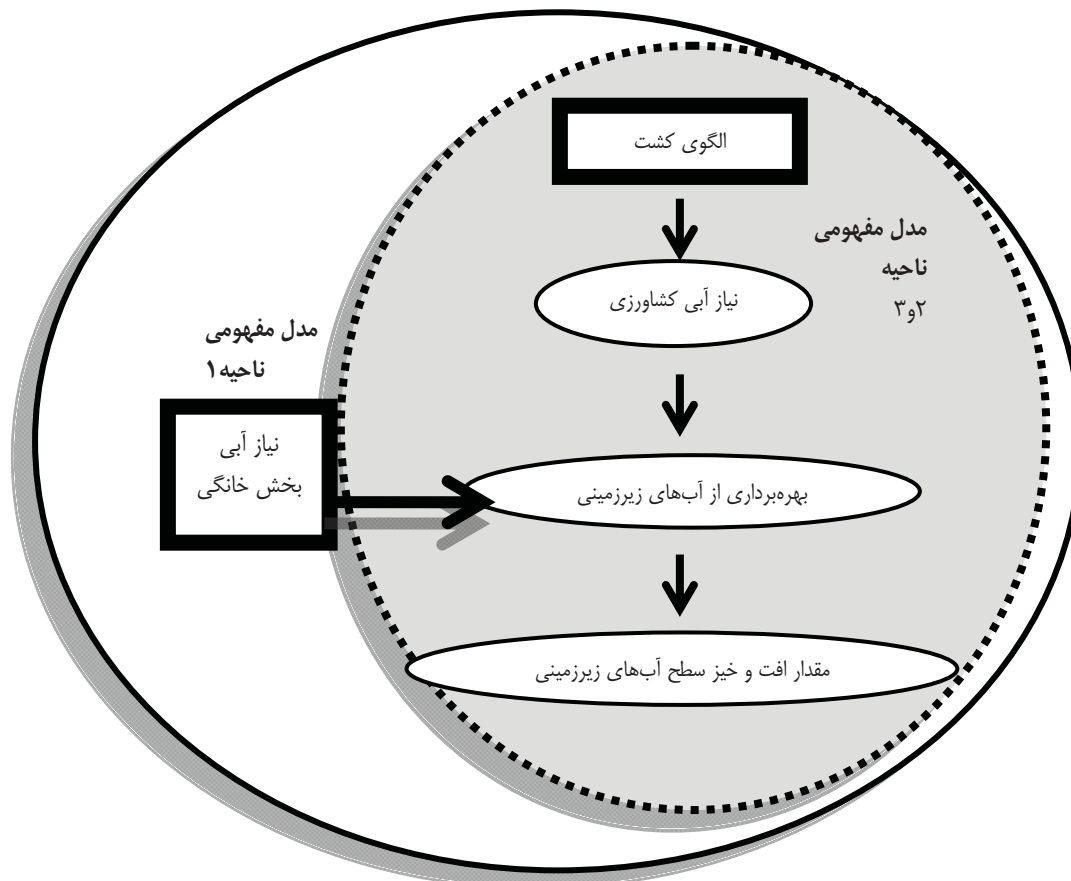 الگوی کشت
مدل مفهومی
ناحیه
۲و۳
نیاز آبی کشاورزی
مدل مفهومی
ناحیه۱
نیاز آبی
بخش خانگی
بهره‌برداری از آب‌های زیرزمینی
مقدار افت و خیز سطح آب‌های زیرزمینی